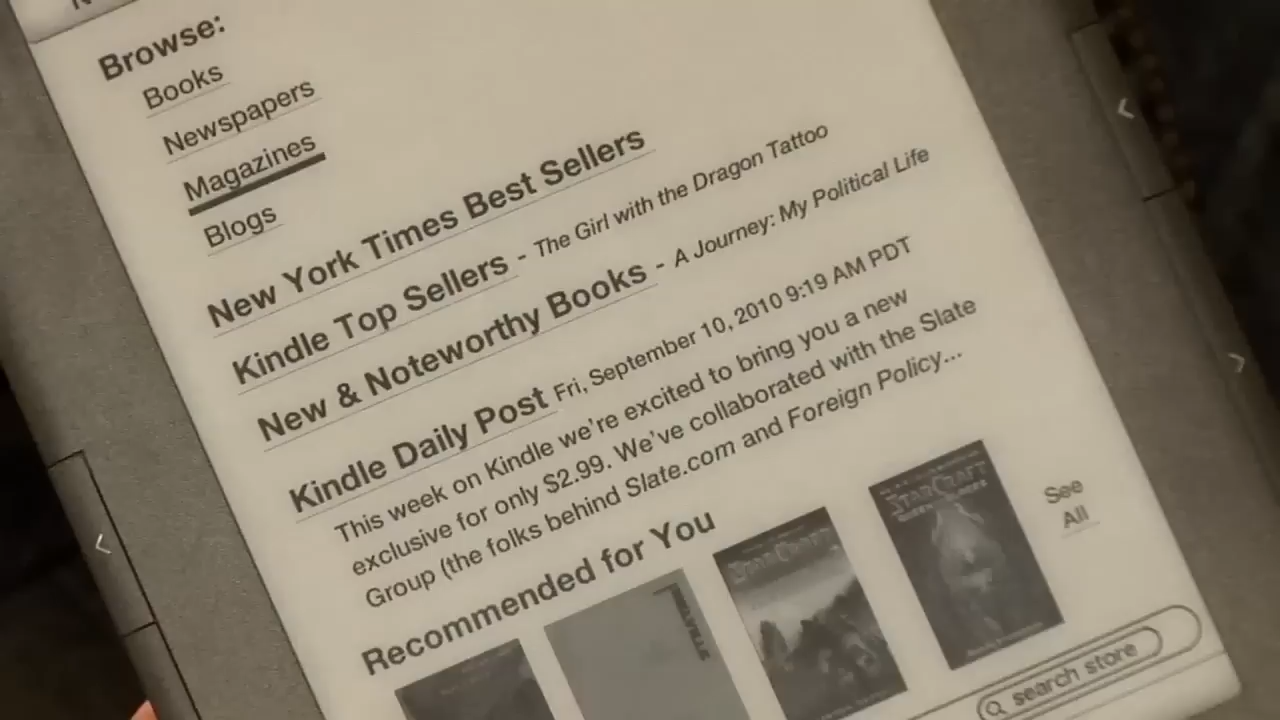 Browse:
Books
Newspapers
Magazines
Blogs
New York Times Best Sellers
Kindle Top Sellers - The Girl with the Dragon Tattoo
New & Noteworthy Books - A Journey: My Political Life
Kindle Daily Post Fri, September 10, 2010 9:19 AM PDT
This week on Kindle we're excited to bring you a new
exclusive for only $2.99. We've collaborated with the Slate
Group (the folks behind Slate.com and Foreign Policy...
Recommended for You
STARCRAFT
STARCRAFT
See
All
search store